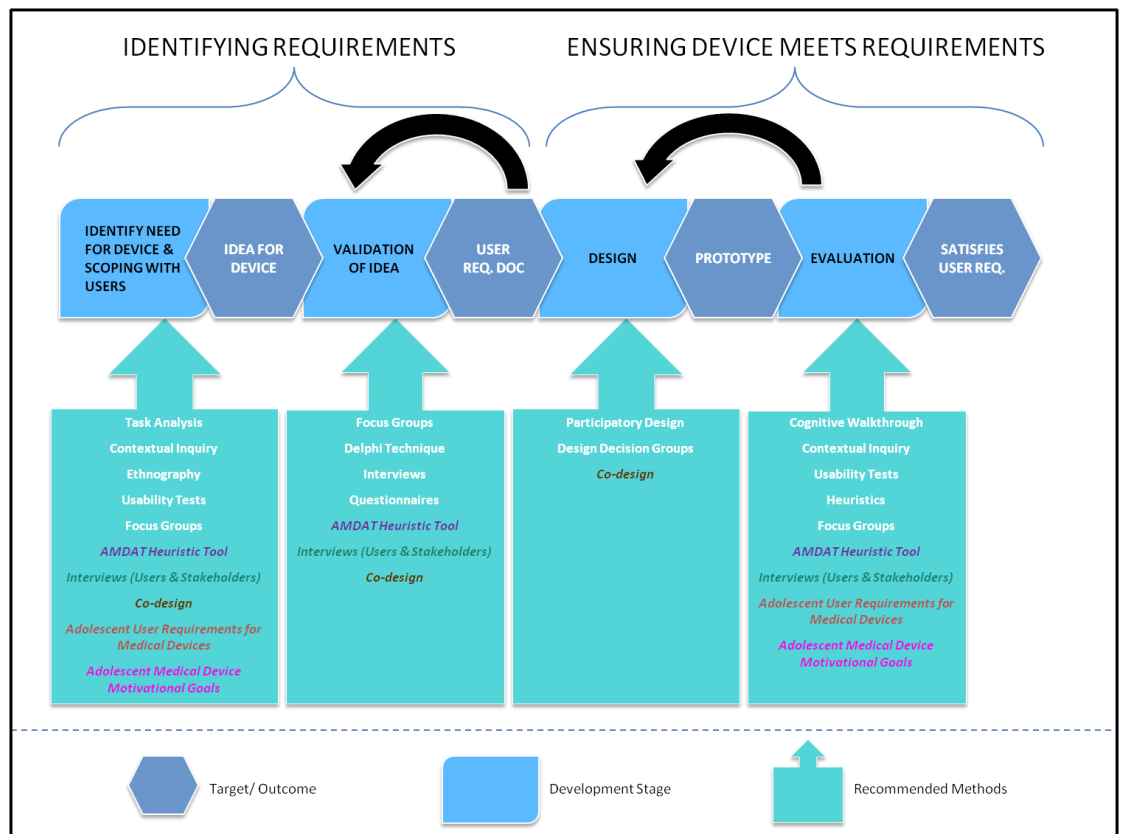 IDENTIFYING REQUIREMENTS
ENSURING DEVICE MEETS REQUIREMENTS
IDENTIFY NEED
FOR DEVICE &
SCOPING WITH
USERS
IDEA FOR
DEVICE
VALIDATION
OF IDEA
USER
REQ. DOC
DESIGN
PROTOTYPE
EVALUATION
SATISFIES
USER REQ.
Task Analysis
Contextual Inquiry
Ethnography
Usability Tests
Focus Groups
AMDAT Heuristic Tool
Interviews (Users & Stakeholders)
Co-design
Adolescent User Requirements for
Medical Devices
Adolescent Medical Device
Motivational Goals
Focus Groups
Delphi Technique
Interviews
Questionnaires
AMDAT Heuristic Tool
Interviews (Users & Stakeholders)
Co-design
Participatory Design
Design Decision Groups
Co-design
Cognitive Walkthrough
Contextual Inquiry
Usability Tests
Heuristics
Focus Groups
AMDAT Heuristic Tool
Interviews (Users & Stakeholders)
Adolescent User Requirements for
Medical Devices
Adolescent Medical Device
Motivational Goals
Target/ Outcome
Development Stage
Recommended Methods